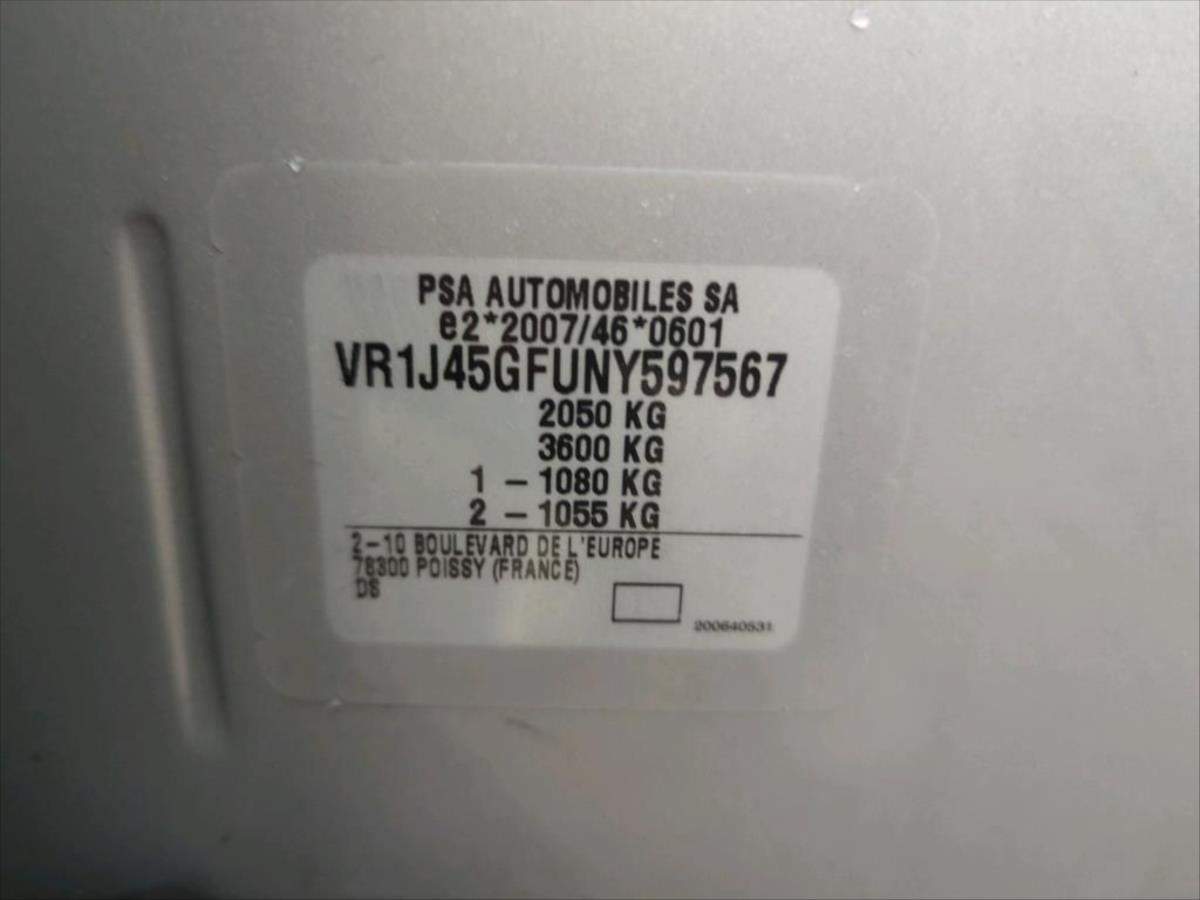 PSA AUTOMOBILES SA
e2*2007/46*0601
VR1J45GFUNY597567
2050 KG
3600 KG
1 - 1080 KG
2 - 1055 KG
2-10 BOULEVARD DE L'EUROPE
78300 POISSY (FRANCE)
DS
200640531